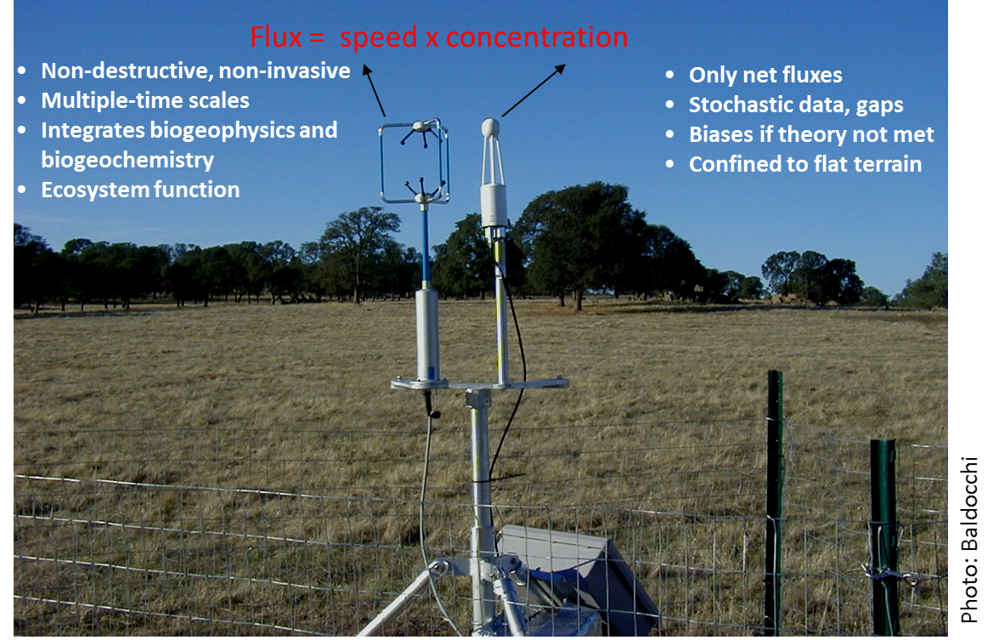 Flux = speed x concentration
• Non-destructive, non-invasive
• Multiple-time scales
• Integrates biogeophysics and
biogeochemistry
• Ecosystem function
• Only net fluxes
• Stochastic data, gaps
• Biases if theory not met
• Confined to flat terrain
Photo: Baldocchi